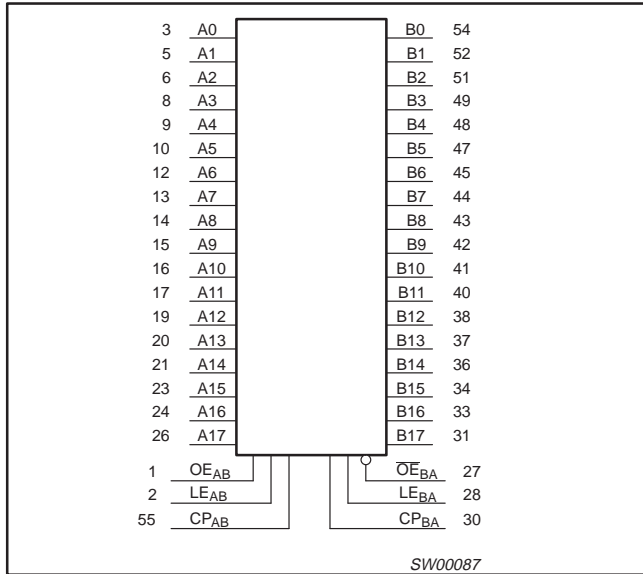 3 A0 B0 54
5 A1 B1 52
6 A2 B2 51
8 A3 B3 49
9 A4 B4 48
10 A5 B5 47
12 A6 B6 45
13 A7 B7 44
14 A8 B8 43
15 A9 B9 42
16 A10 B10 41
17 A11 B11 40
19 A12 B12 38
20 A13 B13 37
21 A14 B14 36
23 A15 B15 34
24 A16 B16 33
26 A17 B17 31
1 OEAB O̅E̅BA 27
2 LEAB LEBA 28
55 CPAB CPBA 30
SW00087